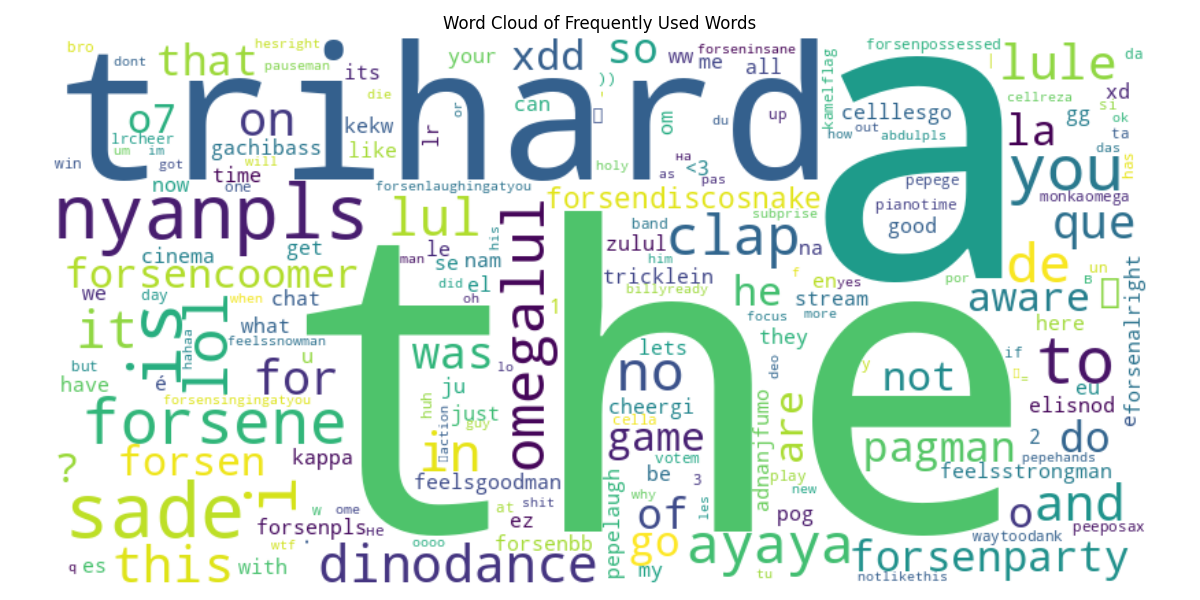 Word Cloud of Frequently Used Words
bro hesright your xdd so ww me forseninsane all forsenpossessed lule da
dont that pauseman its )) | xd
trihard a
die can ' kamelflag celllesgo cellreza si gg
o7 on kekw lr or om du up how out abdulpls la ok ta
lrcheer um im gachibass like holy на <3 das you has
win got will time as pas pepege monkaomega
now one forsenlaughingatyou forsendiscosnake pianotime
nyanpls lul omegalul band subprise good que
cinema get man le his zulul clap na de un
forsencoomer se nam him f en yes por в
we day when chat did el tricklein he stream aware
it is lol what oh billyready focus more here forsenalright
the
feelssnowman 1 they
but hahaa u was lets not if to
have é for lo no deo y eu
forsensingingatyou ju cheergi elisnod
forsene huh just guy cella are 2 do e
? forsen kappa action in game adnanjfumo pagman pepehands
feelsgoodman votem be play feelsstrongman
sade i w ome at shit pepelaugh why 3 new o and
forsenpls не ez of les pog peeposax
wtf . oooo forsenbb go ayaya waytoodank
q es this with dinodance my tu forsenparty
notlikethis